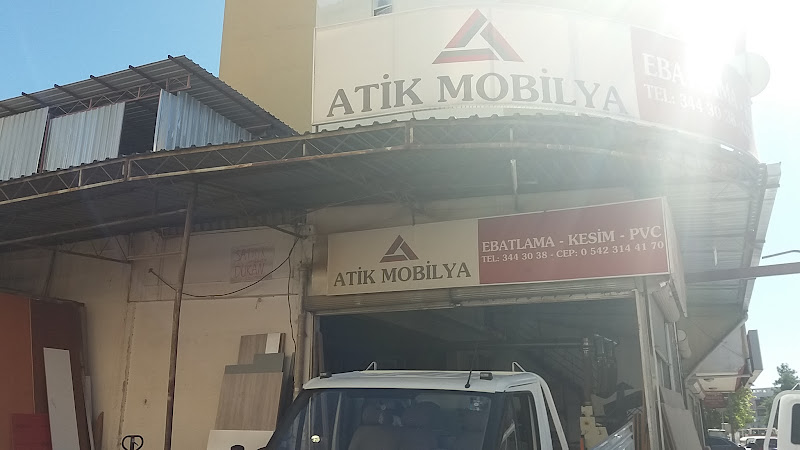 ATİK MOBİLYA
TEL: 344 30
ATİK MOBİLYA
EBATLAMA - KESİM - PVC
TEL: 344 30 38 - CEP: 0 542 314 41 70